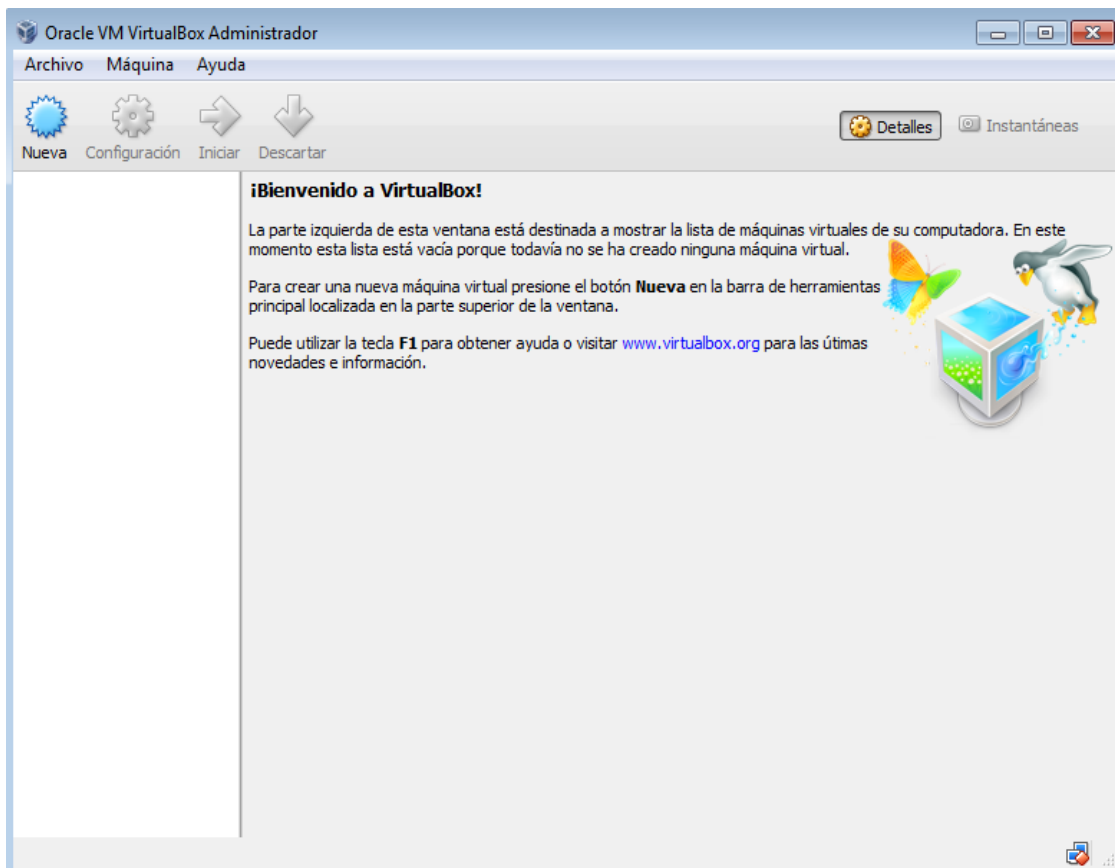 Oracle VM VirtualBox Administrador
Archivo Máquina Ayuda
Nueva Configuración Iniciar Descartar
Detalles Instantáneas
¡Bienvenido a VirtualBox!
La parte izquierda de esta ventana está destinada a mostrar la lista de máquinas virtuales de su computadora. En este
momento esta lista está vacía porque todavía no se ha creado ninguna máquina virtual.
Para crear una nueva máquina virtual presione el botón Nueva en la barra de herramientas
principal localizada en la parte superior de la ventana.
Puede utilizar la tecla F1 para obtener ayuda o visitar www.virtualbox.org para las útimas
novedades e información.